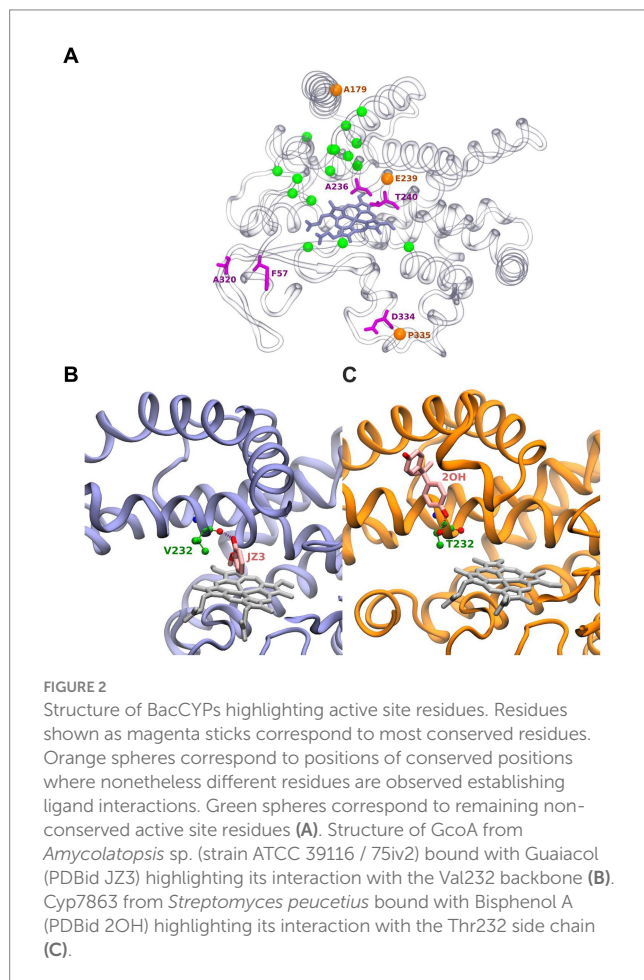 A
A179
E239
A236
T240
A320
F57
D334
P335
B
C
2OH
V232
JZ3
T232
FIGURE 2
Structure of BacCYPs highlighting active site residues. Residues
shown as magenta sticks correspond to most conserved residues.
Orange spheres correspond to positions of conserved positions
where nonetheless different residues are observed establishing
ligand interactions. Green spheres correspond to remaining non-
conserved active site residues (A). Structure of GcoA from
Amycolatopsis sp. (strain ATCC 39116 / 75iv2) bound with Guaiacol
(PDBid JZ3) highlighting its interaction with the Val232 backbone (B).
Cyp7863 from Streptomyces peucetius bound with Bisphenol A
(PDBid 2OH) highlighting its interaction with the Thr232 side chain
(C).